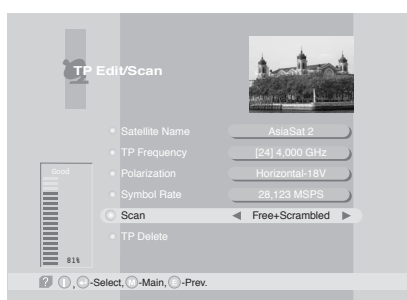 TP Edit/Scan
Satellite Name AsiaSat 2
TP Frequency [24] 4,000 GHz
Polarization Horizontal-18V
Symbol Rate 28,123 MSPS
Scan ◀ Free+Scrambled ▶
TP Delete
Good
81%
, -Select, M-Main, E-Prev.